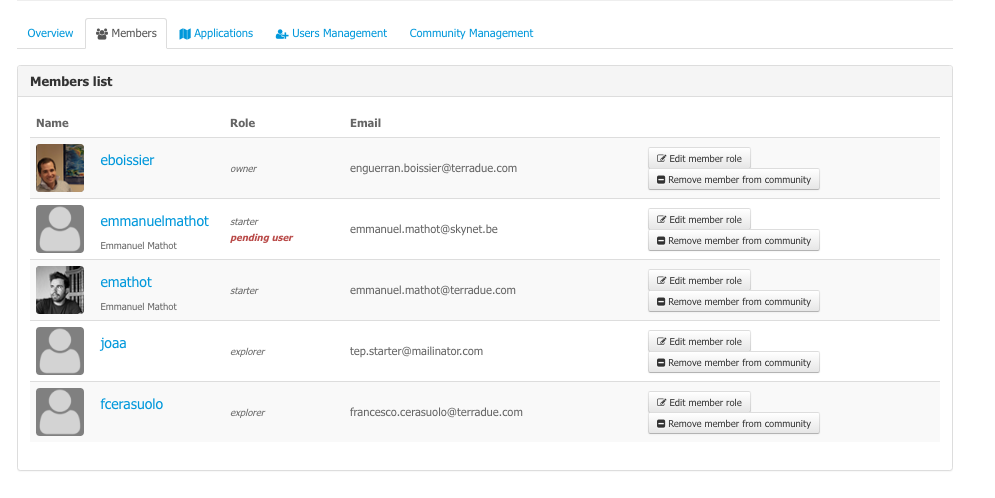 Overview Members Applications Users Management Community Management
Members list
Name Role Email
eboissier owner enguerran.boissier@terradue.com Edit member role
Remove member from community
emmanuelmathot starter emmanuel.mathot@skynet.be Edit member role
Emmanuel Mathot pending user Remove member from community
emathot starter emmanuel.mathot@terradue.com Edit member role
Emmanuel Mathot Remove member from community
joaa explorer tep.starter@mailinator.com Edit member role
Remove member from community
fcerasuolo explorer francesco.cerasuolo@terradue.com Edit member role
Remove member from community